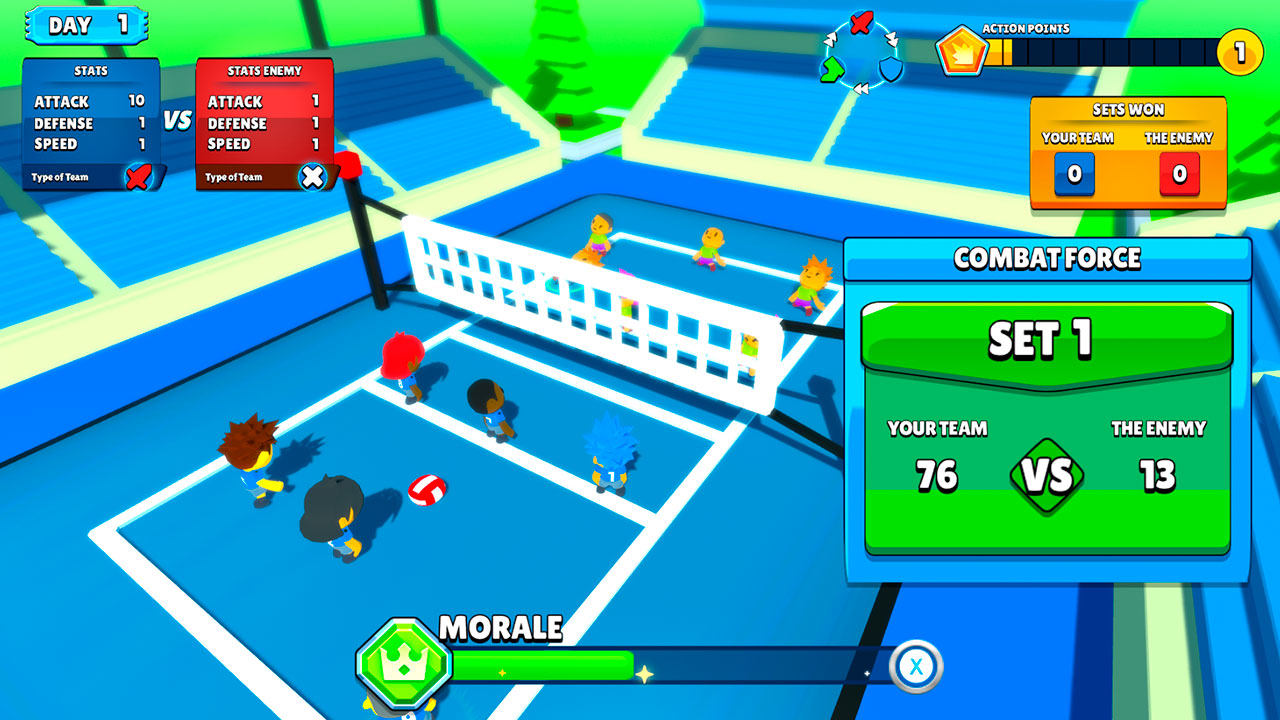 DAY 1
STATS
ATTACK 10
DEFENSE 1
SPEED 1
Type of Team
VS
STATS ENEMY
ATTACK 1
DEFENSE 1
SPEED 1
Type of Team
ACTION POINTS
1
SETS WON
YOUR TEAM THE ENEMY
0 0
COMBAT FORCE
SET 1
YOUR TEAM THE ENEMY
76 VS 13
1
MORALE
X